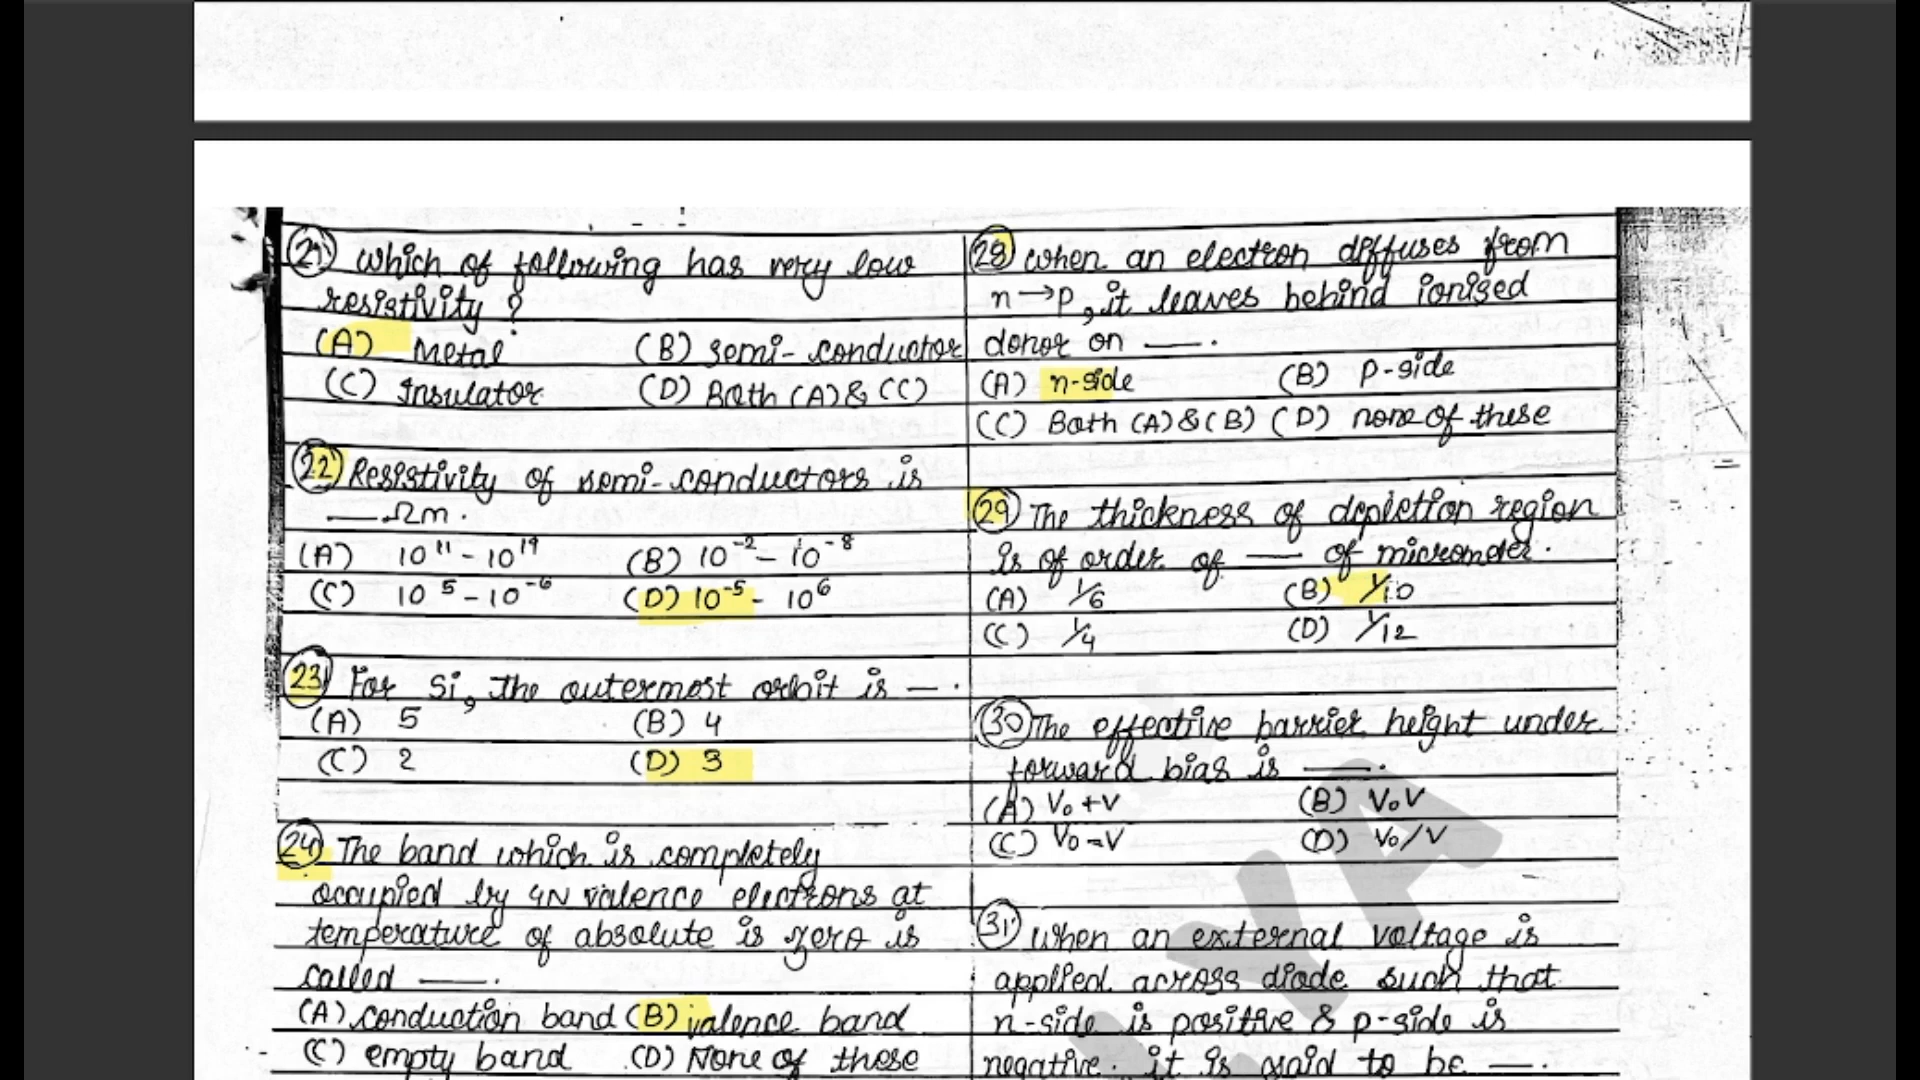 21 Which of following has very low
resistivity ?
(A) Metal (B) semi-conductor
(C) Insulator (D) Both (A) & (C)
22 Resistivity of semi-conductors is
— Ωm.
(A) 10¹¹ - 10¹⁹ (B) 10⁻² - 10⁻⁸
(C) 10⁵ - 10⁻⁶ (D) 10⁻⁵ - 10⁶
23 For Si, the outermost orbit is —.
(A) 5 (B) 4
(C) 2 (D) 3
24 The band which is completely
occupied by 4N valence electrons at
temperature of absolute is zero is
called —.
(A) conduction band (B) valence band
(C) empty band (D) None of these
28 when an electron diffuses from
n→p, it leaves behind ionised
donor on —.
(A) n-side (B) p-side
(C) Both (A) & (B) (D) none of these
29 The thickness of depletion region
is of order of — of micrometer.
(A) 1/6 (B) 1/10
(C) 1/4 (D) 1/12
30 The effective barrier height under
forward bias is —.
(A) V₀+V (B) V₀V
(C) V₀-V (D) V₀/V
31 when an external voltage is
applied across diode such that
n-side is positive & p-side is
negative. it is said to be —.